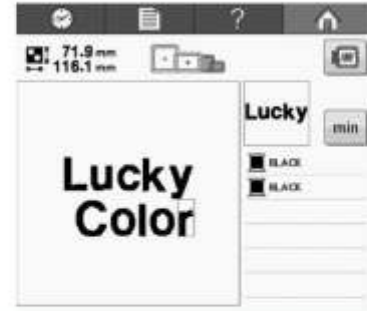 ?
71.9 mm
116.1 mm
Lucky
min
BLACK
BLACK
Lucky
Color